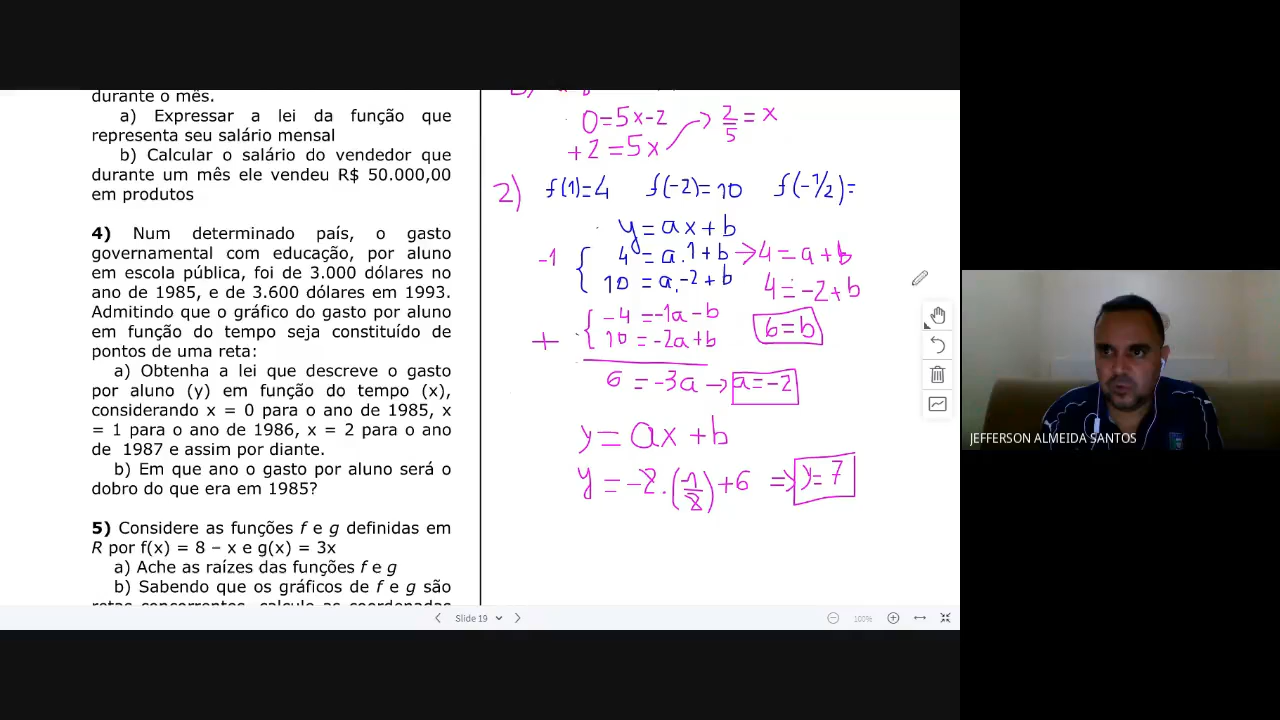 durante o mês.
a) Expressar a lei da função que
representa seu salário mensal
b) Calcular o salário do vendedor que
durante um mês ele vendeu R$ 50.000,00
em produtos
4) Num determinado país, o gasto
governamental com educação, por aluno
em escola pública, foi de 3.000 dólares no
ano de 1985, e de 3.600 dólares em 1993.
Admitindo que o gráfico do gasto por aluno
em função do tempo seja constituído de
pontos de uma reta:
a) Obtenha a lei que descreve o gasto
por aluno (y) em função do tempo (x),
considerando x = 0 para o ano de 1985, x
= 1 para o ano de 1986, x = 2 para o ano
de 1987 e assim por diante.
b) Em que ano o gasto por aluno será o
dobro do que era em 1985?
5) Considere as funções f e g definidas em
R por f(x) = 8 – x e g(x) = 3x
a) Ache as raízes das funções f e g
b) Sabendo que os gráficos de f e g são
0=5x-2 → 2/5 = x
+2 =5x
2) f(1)=4 f(-2)=10 f(-1/2)=
y=ax+b
-1 { 4 = a.1+b → 4=a+b
10 = a.-2+b 4=-2+b
+ { -4 =-1a-b 6=b
10 =-2a+b
6 =-3a → a=-2
y= ax+b
y =-2.(-1/2)+6 ⇒ y=7
Slide 19
100%
JEFFERSON ALMEIDA SANTOS